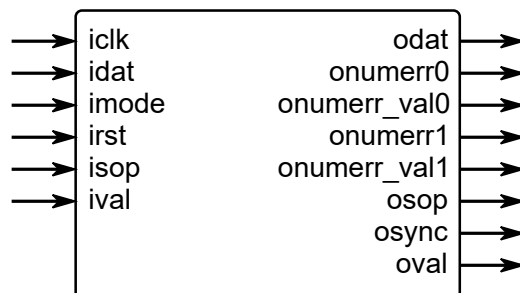 iclk odat
idat onumerr0
imode onumerr_val0
irst onumerr1
isop onumerr_val1
ival osop
osync
oval